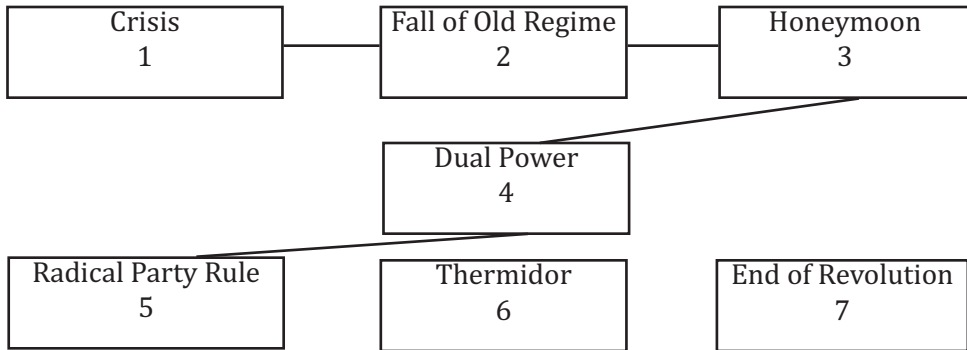 Crisis
1
Fall of Old Regime
2
Honeymoon
3
Dual Power
4
Radical Party Rule
5
Thermidor
6
End of Revolution
7